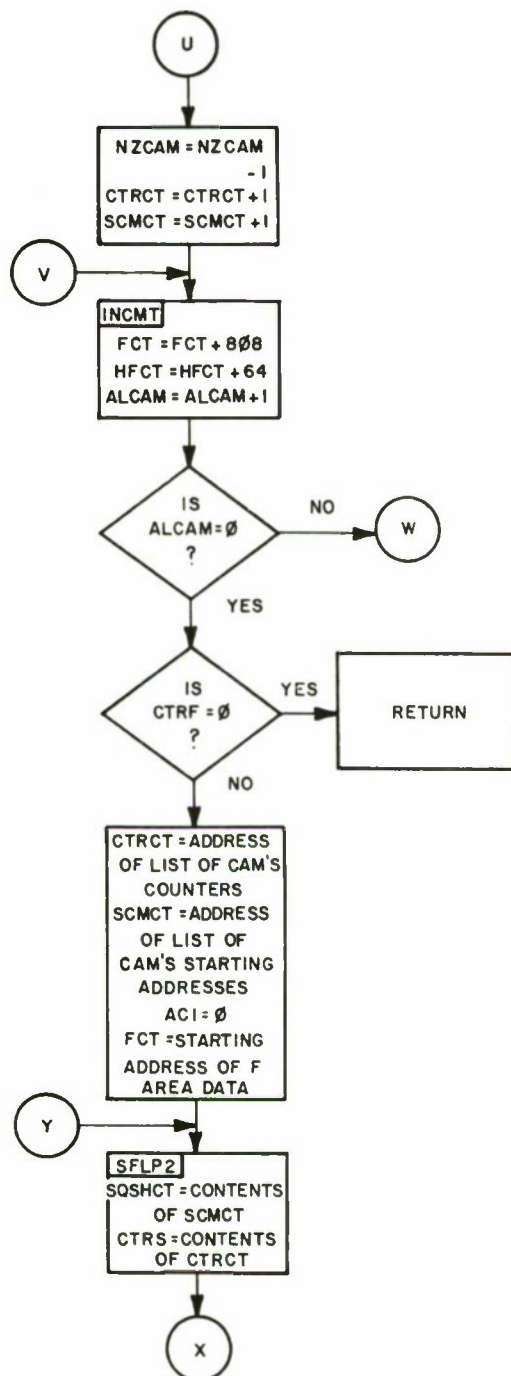 U
NZCAM = NZCAM
-1
CTRCT = CTRCT+1
SCMCT = SCMCT+1
V
INCMT
FCT = FCT + 8Ø8
HFCT = HFCT + 64
ALCAM = ALCAM+1
IS
ALCAM = Ø
?
NO
W
YES
IS
CTRF = Ø
?
YES
RETURN
NO
CTRCT = ADDRESS
OF LIST OF CAM'S
COUNTERS
SCMCT = ADDRESS
OF LIST OF
CAM'S STARTING
ADDRESSES
ACI = Ø
FCT = STARTING
ADDRESS OF F
AREA DATA
Y
SFLP2
SQSHCT = CONTENTS
OF SCMCT
CTRS = CONTENTS
OF CTRCT
X